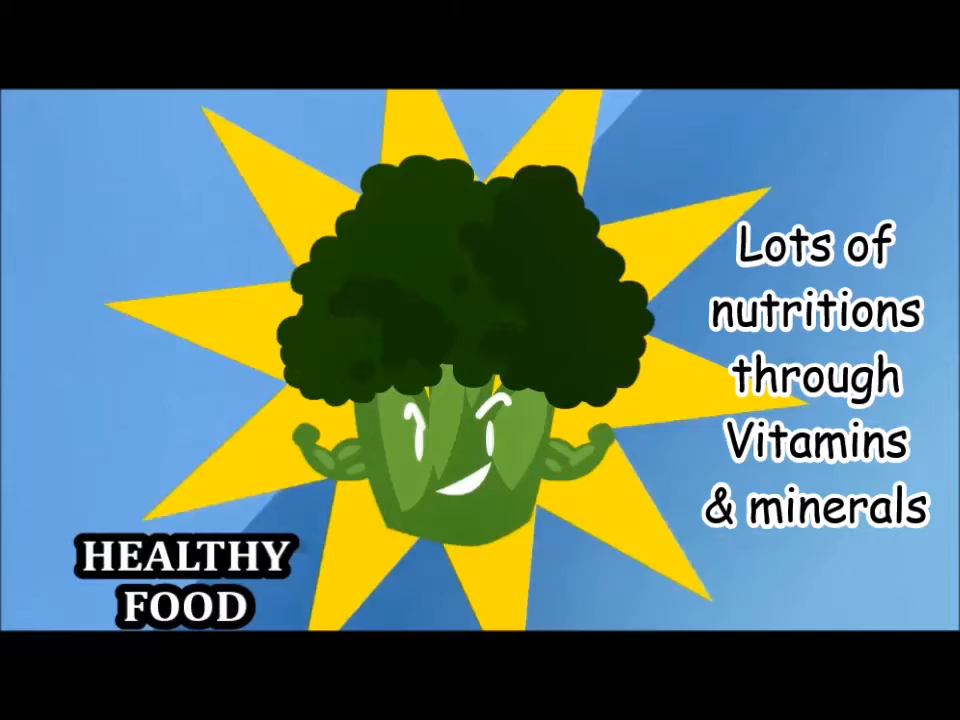 Lots of
nutritions
through
Vitamins
& minerals
HEALTHY
FOOD